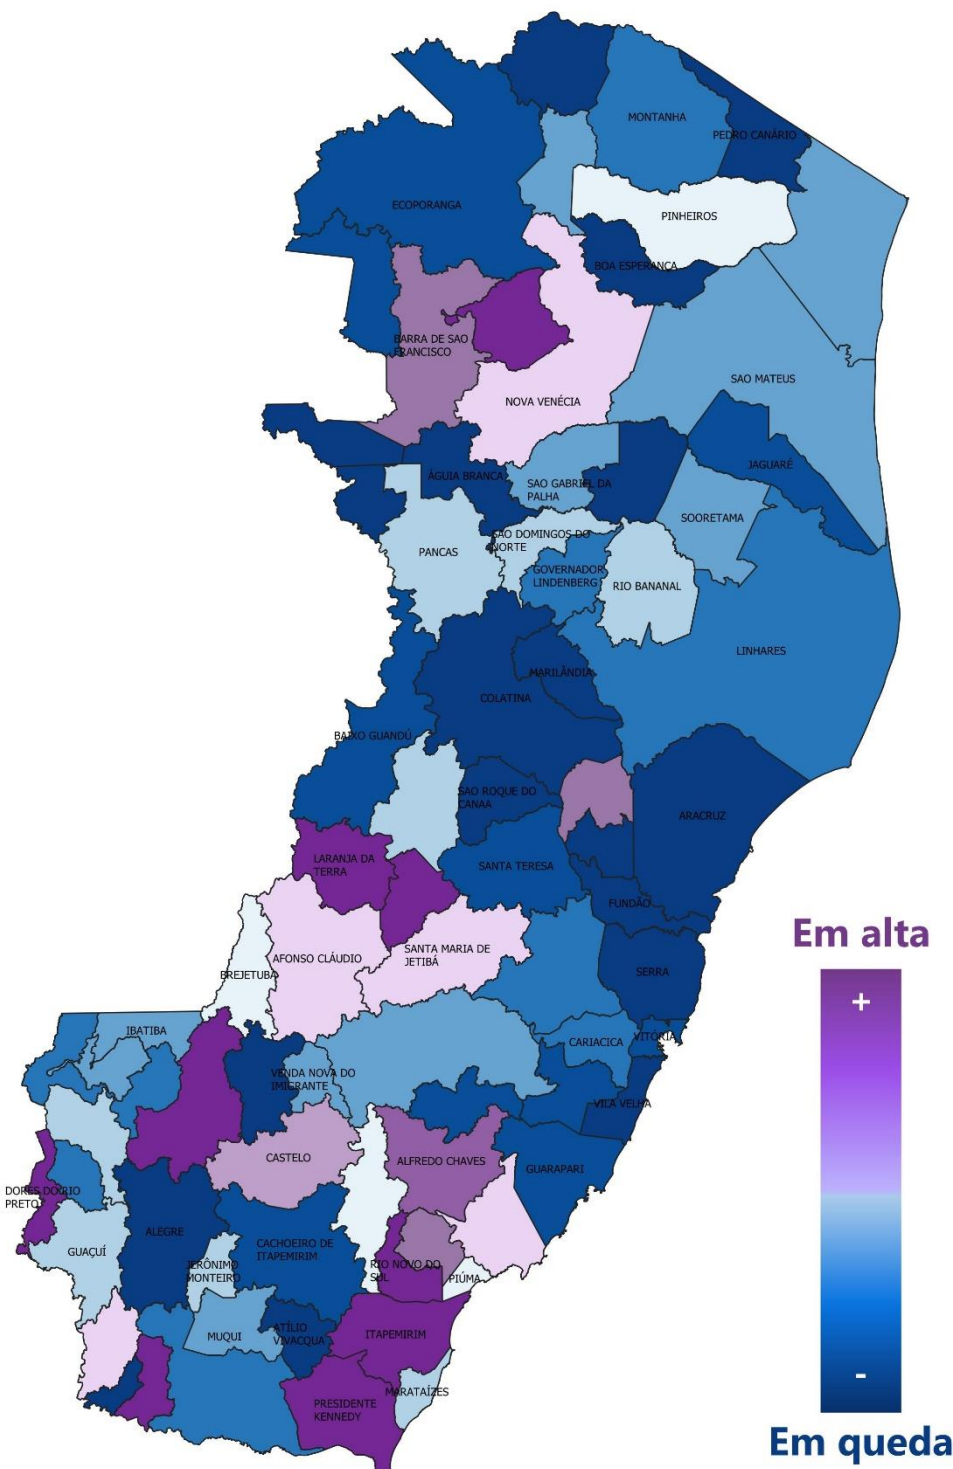 MONTANHA
PEDRO CANÁRIO
ECOPORANGA
PINHEIROS
BOA ESPERANÇA
BARRA DE SAO
FRANCISCO
SAO MATEUS
NOVA VENÉCIA
JAGUARÉ
ÁGUIA BRANCA
SAO GABRIEL DA
PALHA
SOORETAMA
SAO DOMINGOS DO
NORTE
PANCAS
GOVERNADOR
LINDENBERG
RIO BANANAL
LINHARES
MARILÂNDIA
COLATINA
BAIXO GUANDÚ
SAO ROQUE DO
CANAA
ARACRUZ
LARANJA DA
TERRA
SANTA TERESA
FUNDÃO
Em alta
SANTA MARIA DE
JETIBÁ
AFONSO CLÁUDIO
BREJETUBA
SERRA
+
IBATIBA
CARIACICA
VITÓRIA
VENDA NOVA DO
IMIGRANTE
VILA VELHA
CASTELO
ALFREDO CHAVES
GUARAPARI
DORES DO RIO
PRETO
ALEGRE
CACHOEIRO DE
ITAPEMIRIM
GUAÇUÍ
JERÔNIMO
MONTEIRO
RIO NOVO DO
SUL
PIÚMA
MUQUI
ATÍLIO
VIVACQUA
ITAPEMIRIM
-
MARATAÍZES
PRESIDENTE
KENNEDY
Em queda